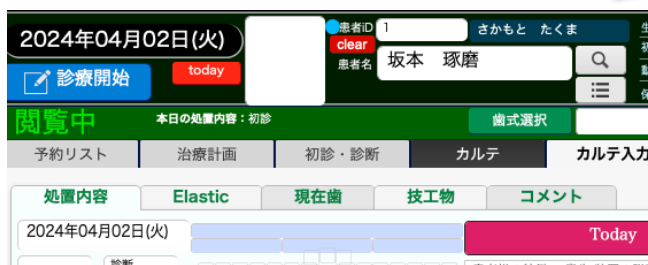 患者iD 1 さかもと たくま
2024年04月02日(火)
clear
患者名 坂本 琢磨
診療開始 today
閲覧中 本日の処置内容：初診 歯式選択
予約リスト 治療計画 初診・診断 カルテ カルテ入力
処置内容 Elastic 現在歯 技工物 コメント
2024年04月02日(火) Today
診断